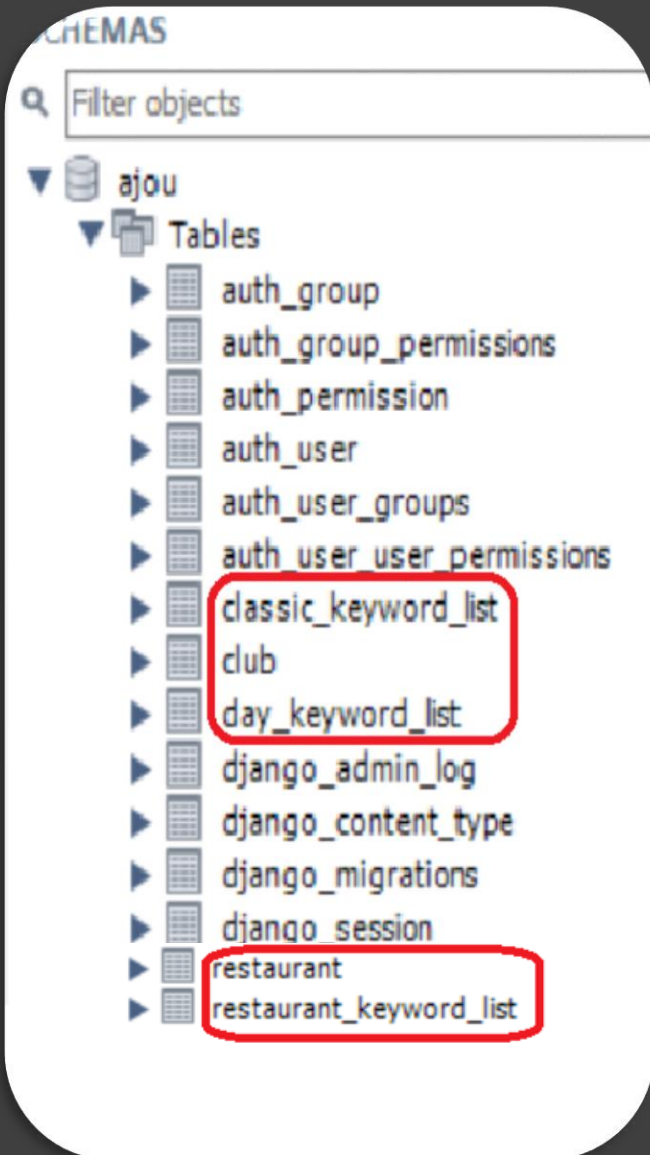 SCHEMAS
Filter objects
ajou
Tables
auth_group
auth_group_permissions
auth_permission
auth_user
auth_user_groups
auth_user_user_permissions
classic_keyword_list
club
day_keyword_list
django_admin_log
django_content_type
django_migrations
django_session
restaurant
restaurant_keyword_list